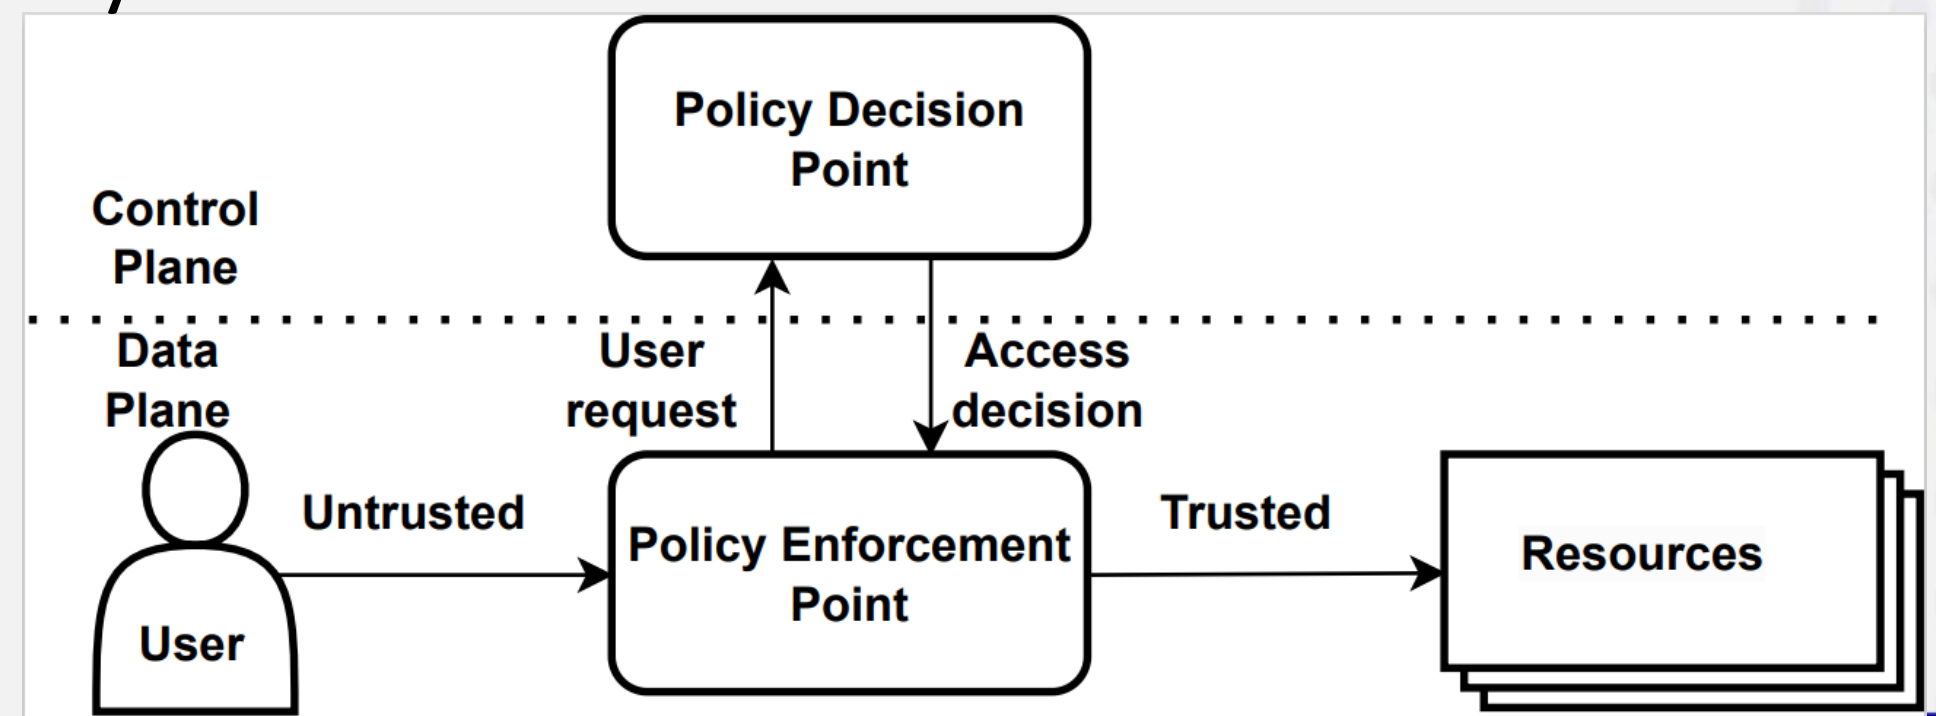 Policy Decision
Point
Control
Plane
Data
Plane
User
request
Access
decision
Untrusted
Policy Enforcement
Point
Trusted
Resources
User